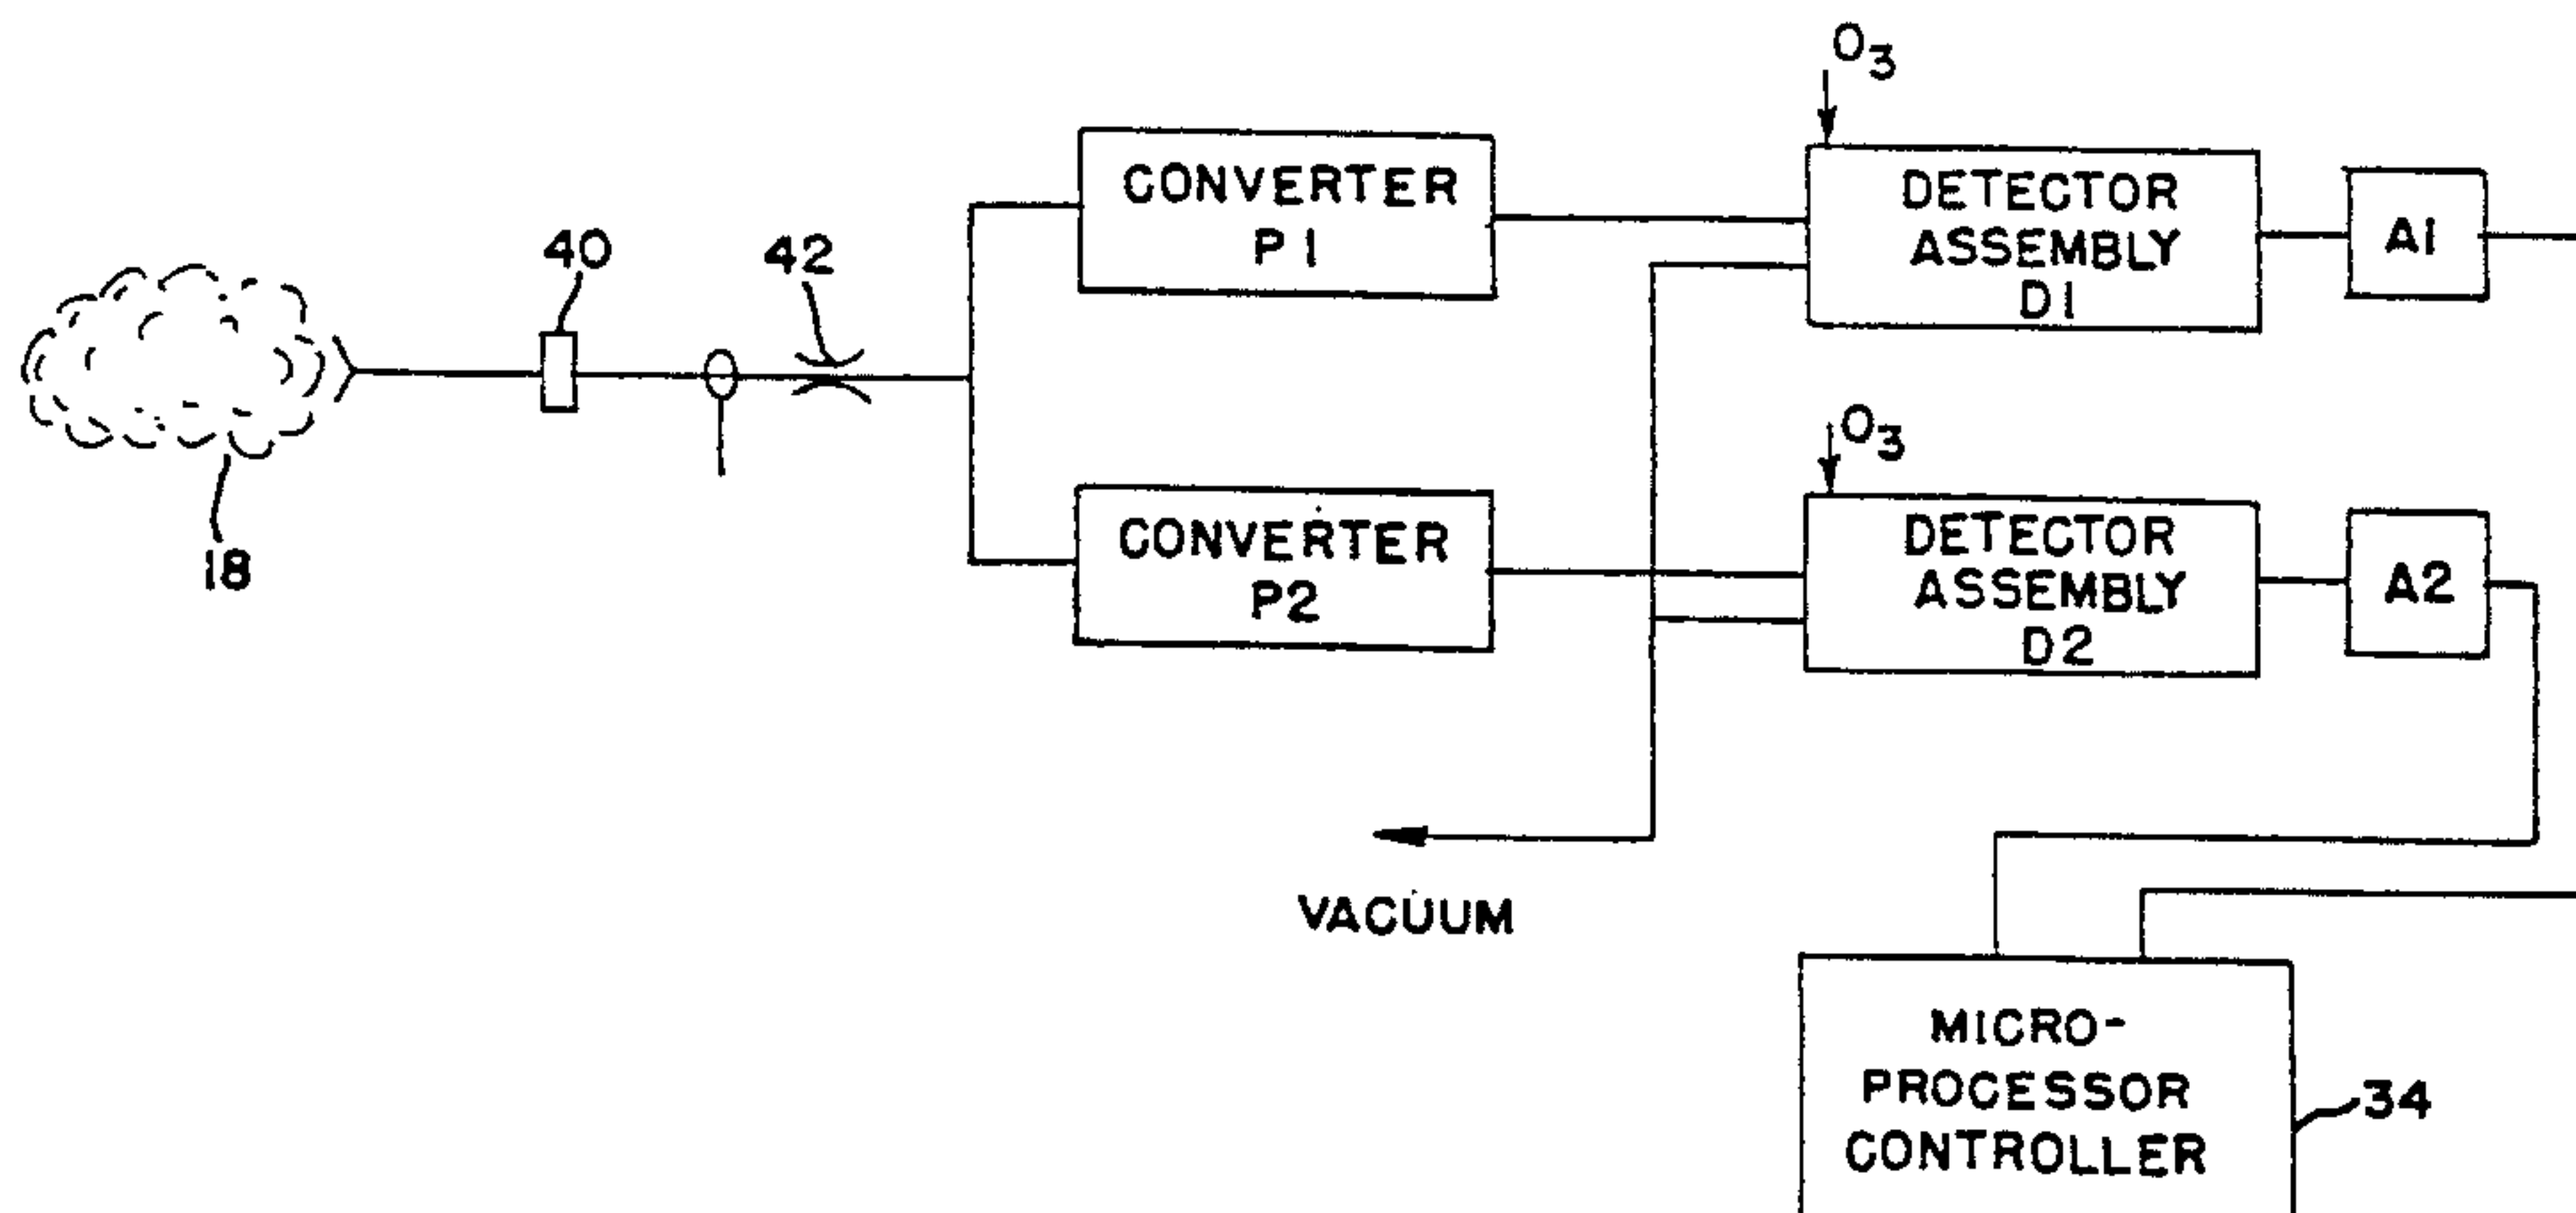 O3
40
42
CONVERTER
P1
DETECTOR
ASSEMBLY
D1
A1
18
O3
CONVERTER
P2
DETECTOR
ASSEMBLY
D2
A2
VACUUM
MICRO-
PROCESSOR
CONTROLLER
34